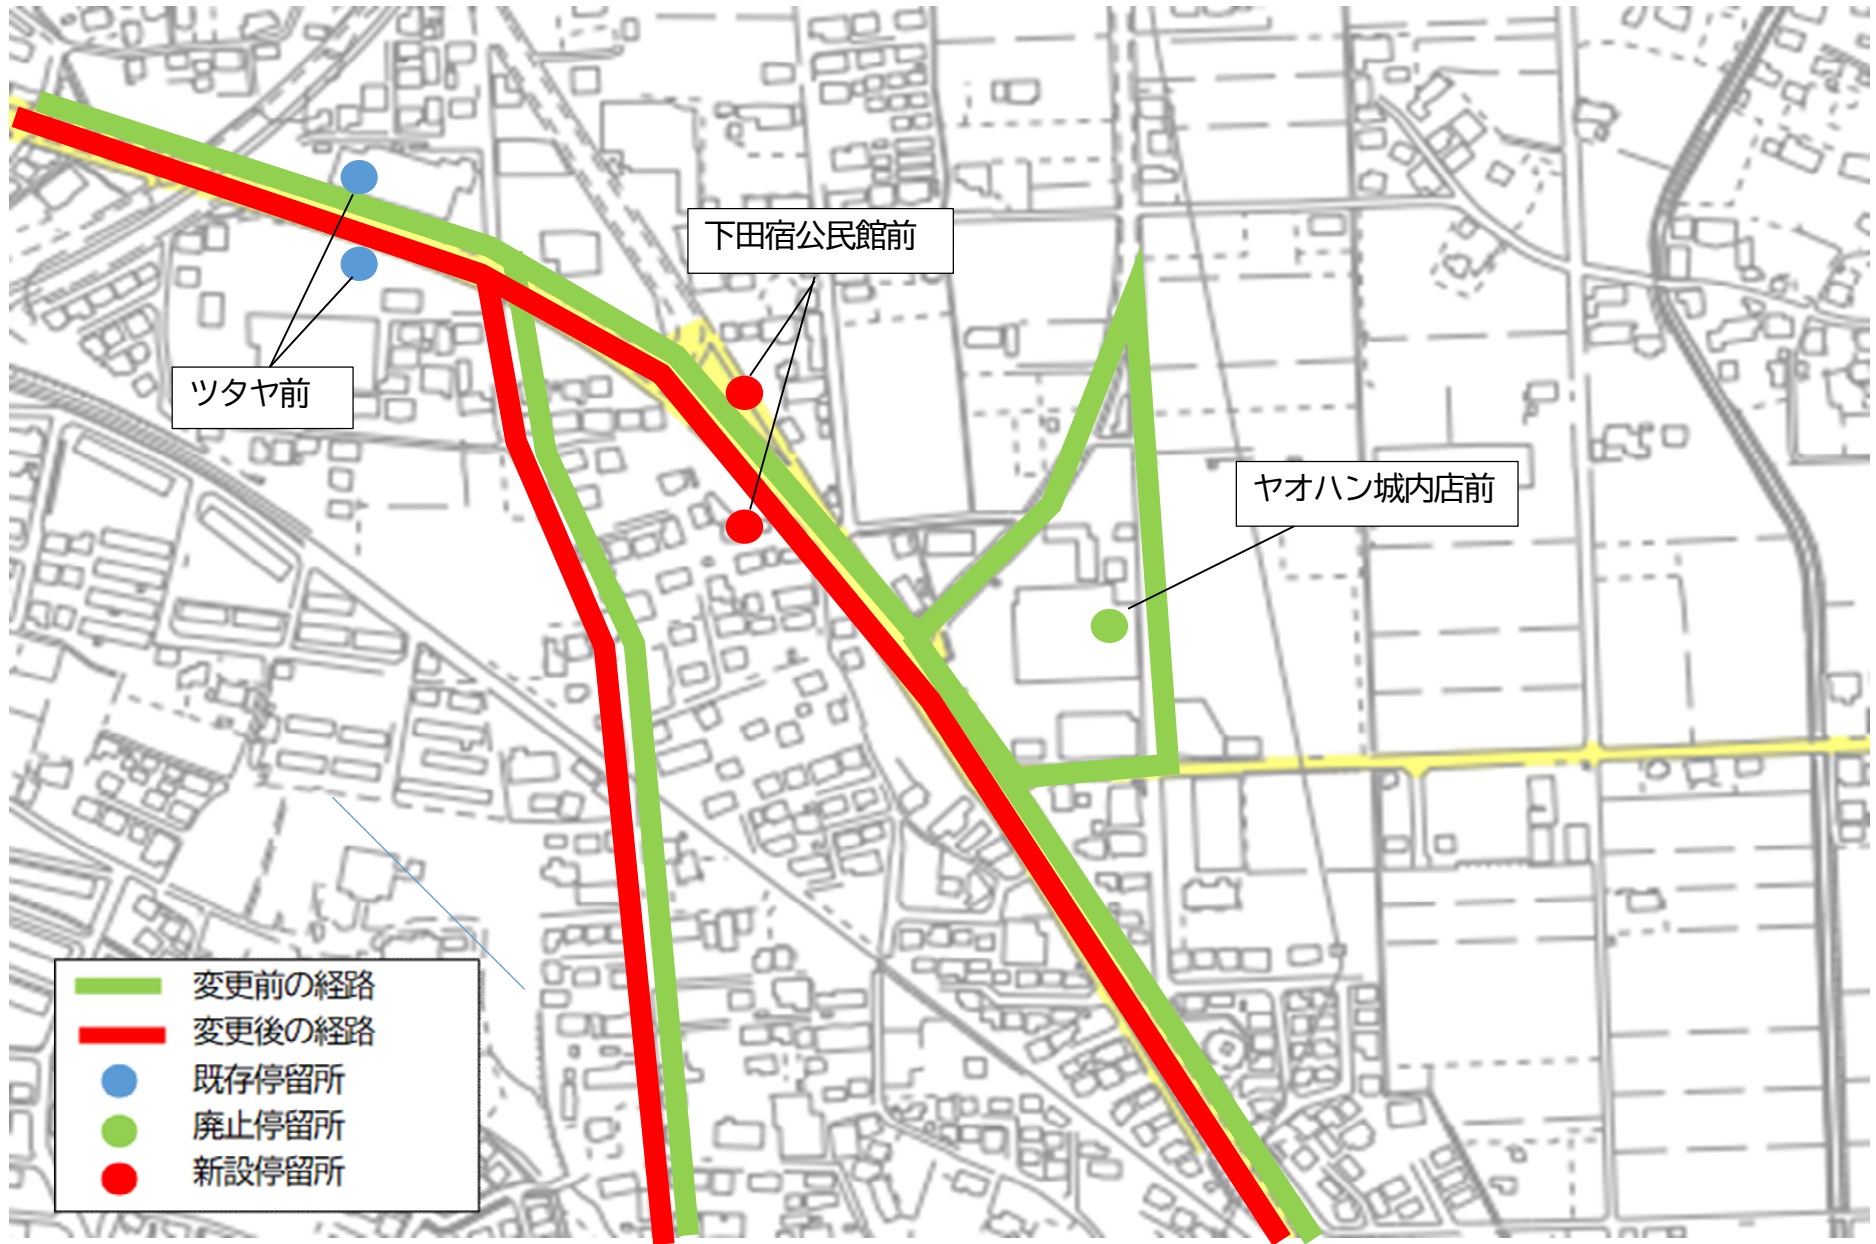 下田宿公民館前
ツタヤ前
ヤオハン城内店前
変更前の経路
変更後の経路
既存停留所
廃止停留所
新設停留所